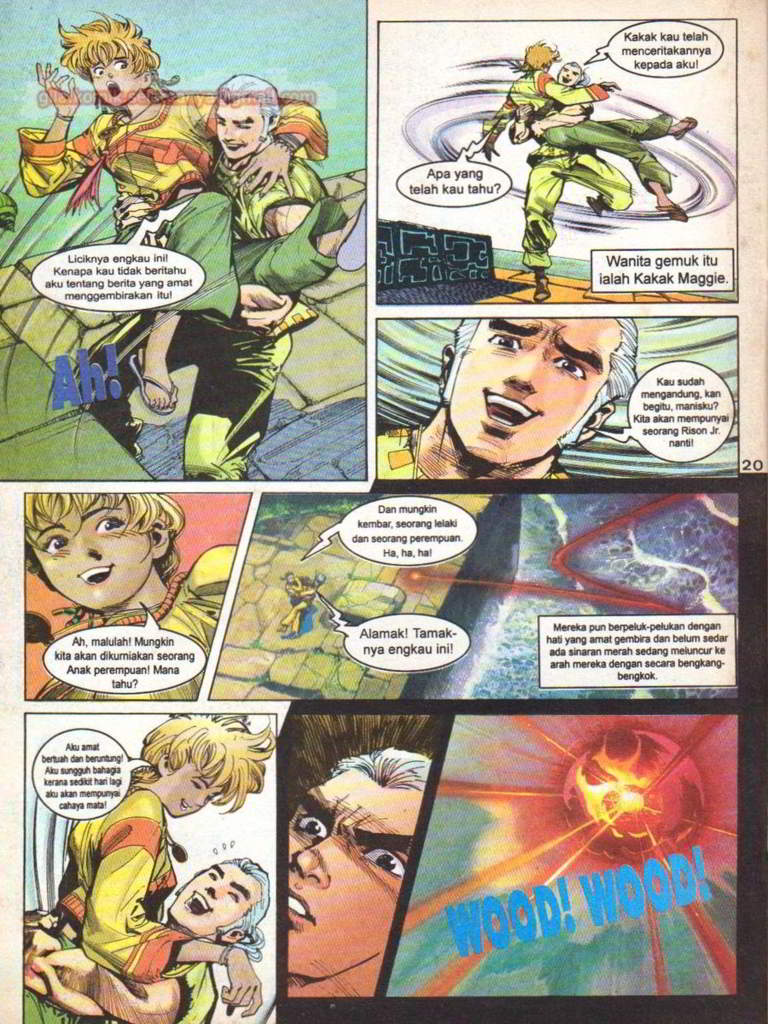 Liciknya engkau ini!
Kenapa kau tidak beritahu
aku tentang berita yang amat
menggembirakan itu!
Ah!
Kakak kau telah
menceritakannya
kepada aku!
Apa yang
telah kau tahu?
Wanita gemuk itu
ialah Kakak Maggie.
Kau sudah
mengandung, kan
begitu, manisku?
Kita akan mempunyai
seorang Rison Jr.
nanti!
20
Ah, malulah! Mungkin
kita akan dikurniakan seorang
Anak perempuan! Mana
tahu?
Dan mungkin
kembar, seorang lelaki
dan seorang perempuan.
Ha, ha, ha!
Alamak! Tamak-
nya engkau ini!
Mereka pun berpeluk-pelukan dengan
hati yang amat gembira dan belum sedar
ada sinaran merah sedang meluncur ke
arah mereka dengan secara bengkang-
bengkok.
Aku amat
bertuah dan beruntung!
Aku sungguh bahagia
kerana sedikit hari lagi
aku akan mempunyai
cahaya mata!
WOOD! WOOD!